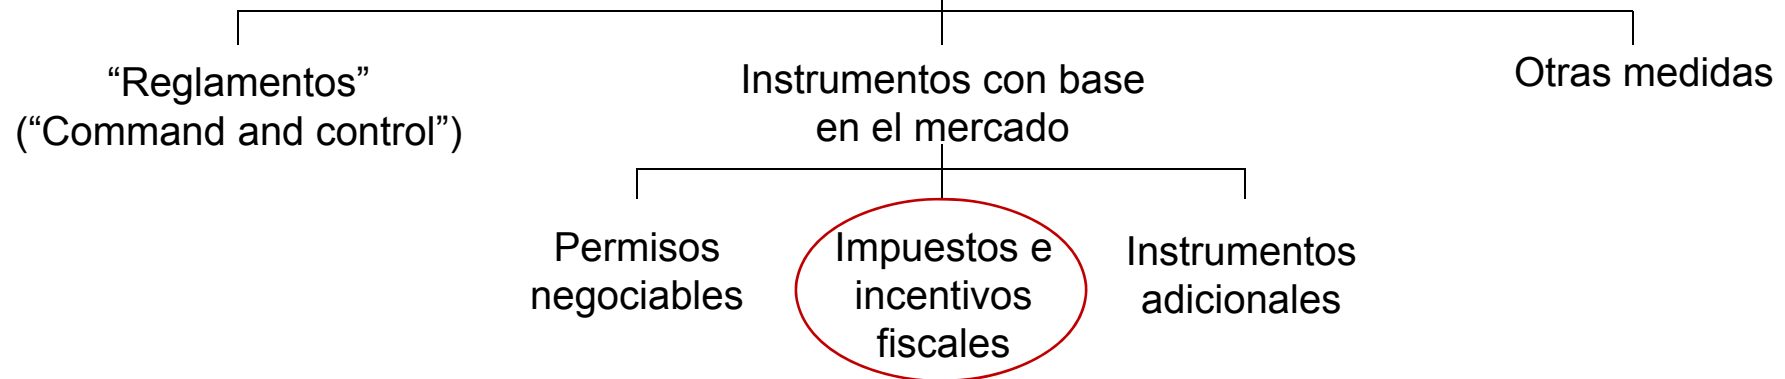 “Reglamentos”
(“Command and control”)
Instrumentos con base
en el mercado
Otras medidas
Permisos
negociables
Impuestos e
incentivos
fiscales
Instrumentos
adicionales